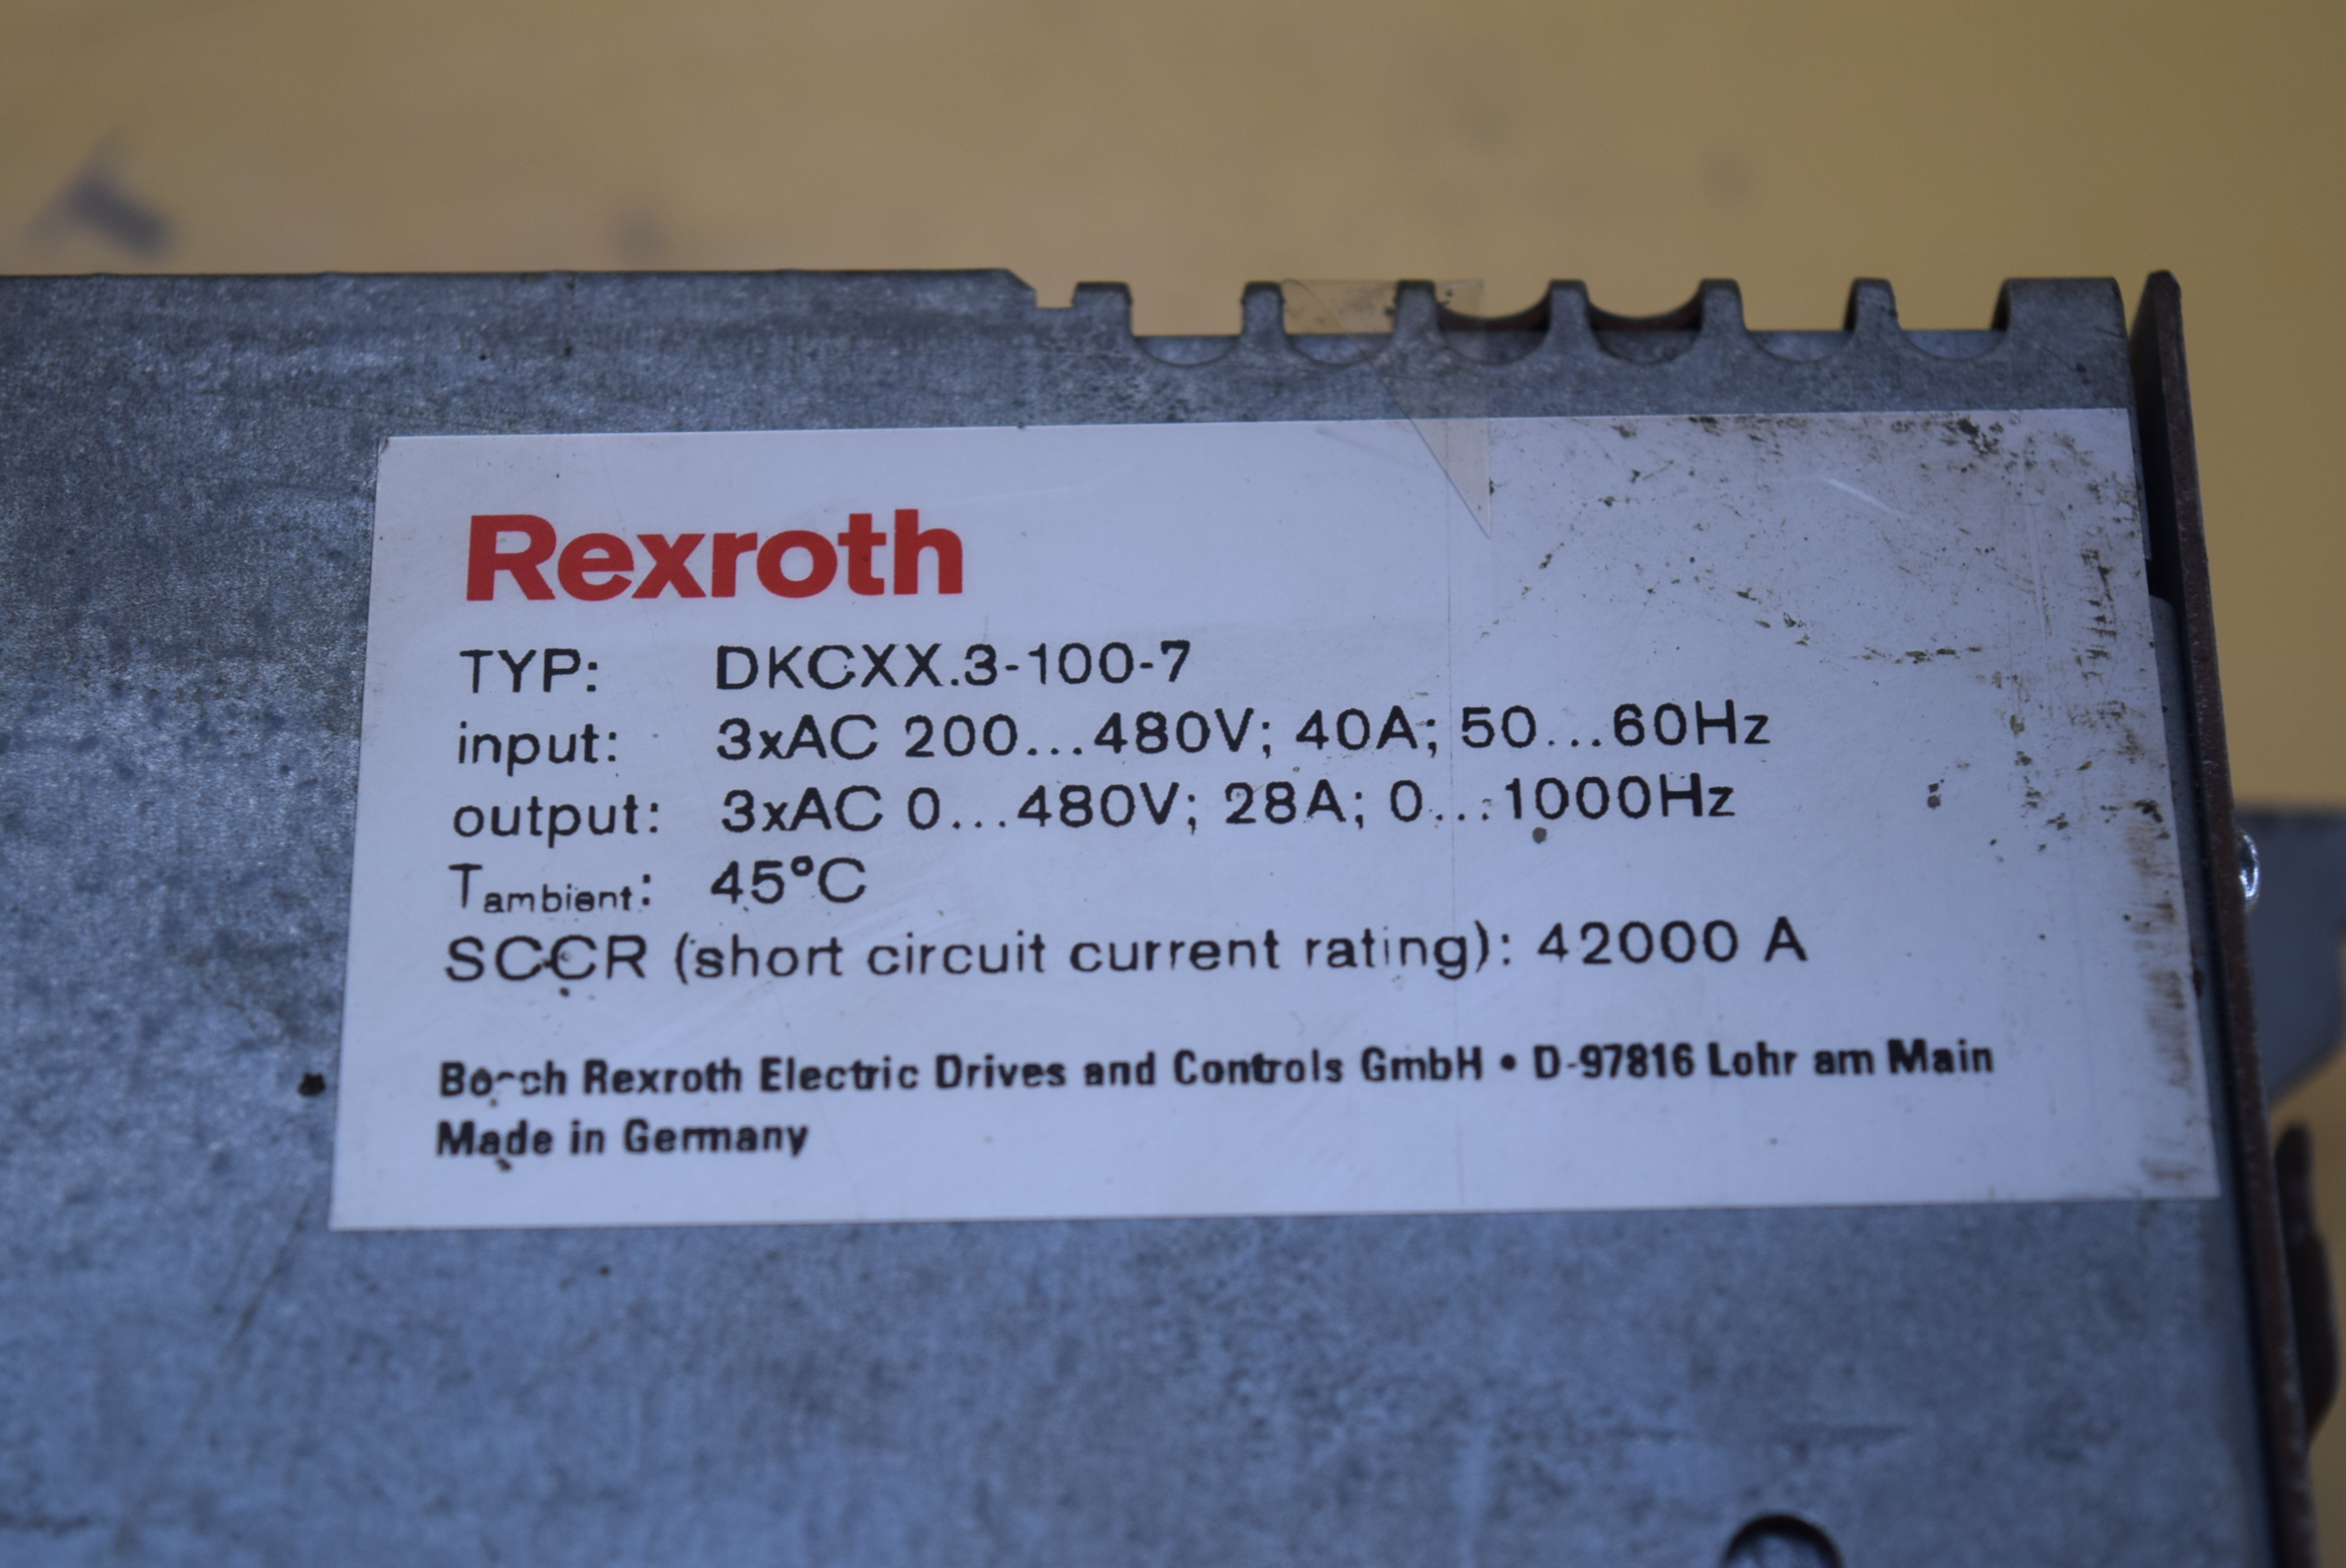 Rexroth
TYP: DKCXX.3-100-7
input: 3xAC 200...480V; 40A; 50...60Hz
output: 3xAC 0...480V; 28A; 0...1000Hz
Tambient: 45°C
SCCR (short circuit current rating): 42000 A
Bosch Rexroth Electric Drives and Controls GmbH • D-97816 Lohr am Main
Made in Germany